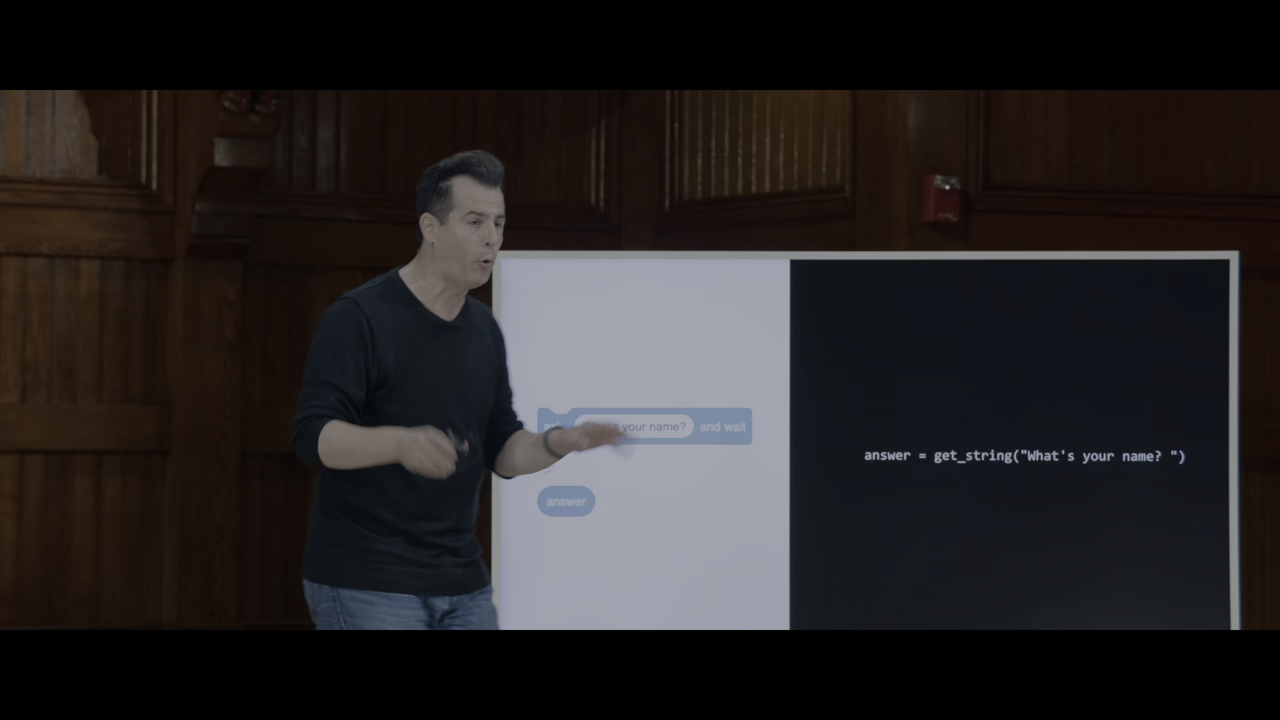 your name? and wait
answer
answer = get_string("What's your name? ")